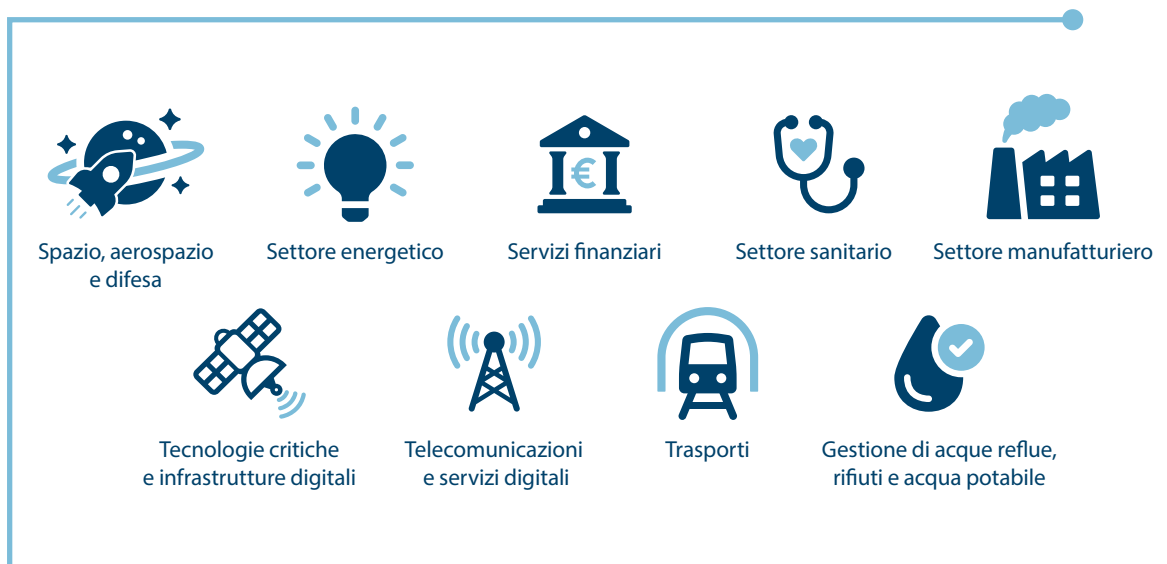 Spazio, aerospazio
e difesa
Settore energetico
€
Servizi finanziari
Settore sanitario
Settore manufatturiero
Tecnologie critiche
e infrastrutture digitali
Telecomunicazioni
e servizi digitali
Trasporti
Gestione di acque reflue,
rifiuti e acqua potabile